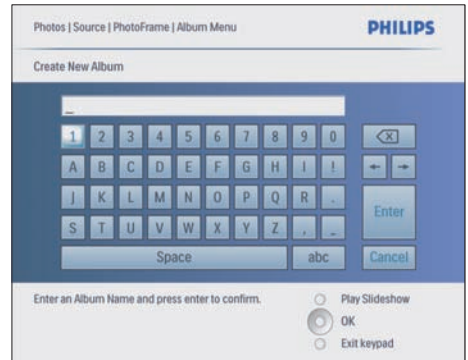 Photos | Source | PhotoFrame | Album Menu PHILIPS
Create New Album
_
1 2 3 4 5 6 7 8 9 0
A B C D E F G H I !
J K L M N O P Q R .
Enter
S T U V W X Y Z , _
Space abc Cancel
Enter an Album Name and press enter to confirm.
Play Slideshow
OK
Exit keypad